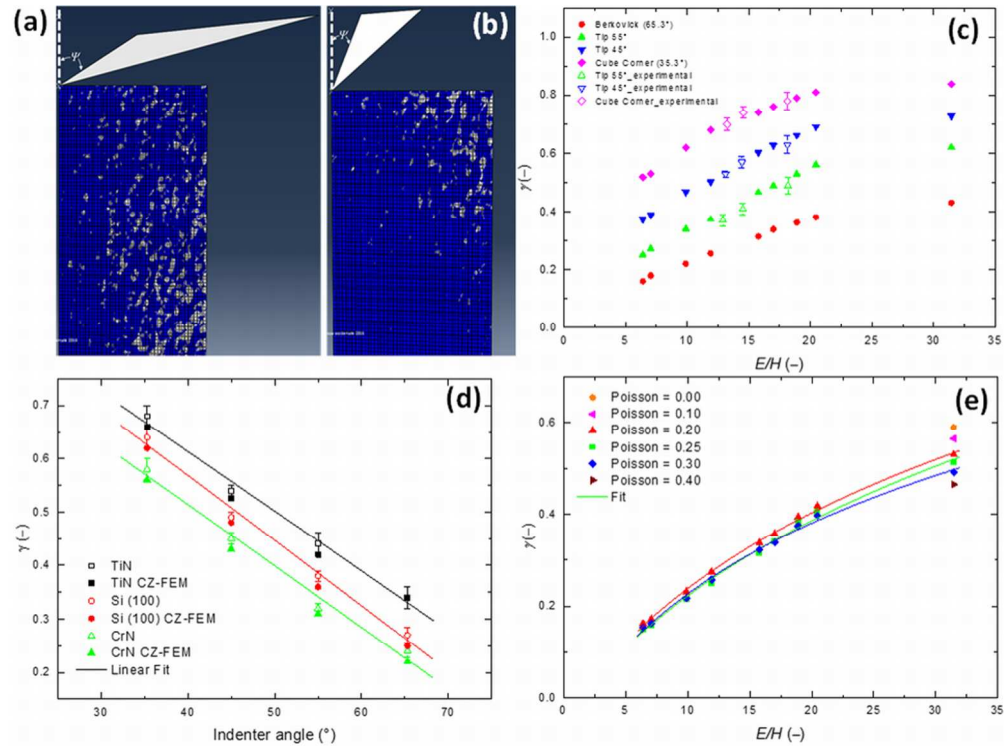 (a)
Ψ
(b)
Ψ
(c)
Berkovick (65.3°)
Tip 55°
Tip 45°
Cube Corner (35.3°)
Tip 55°_experimental
Tip 45°_experimental
Cube Corner_experimental
γ(-)
1.0
0.8
0.6
0.4
0.2
0.0
0 5 10 15 20 25 30 35
E/H (-)
(d)
γ (-)
0.7
0.6
0.5
0.4
0.3
0.2
TiN
TiN CZ-FEM
Si (100)
Si (100) CZ-FEM
CrN
CrN CZ-FEM
Linear Fit
30 40 50 60 70
Indenter angle (°)
(e)
Poisson = 0.00
Poisson = 0.10
Poisson = 0.20
Poisson = 0.25
Poisson = 0.30
Poisson = 0.40
Fit
γ(-)
0.6
0.4
0.2
0.0
0 5 10 15 20 25 30 35
E/H (-)